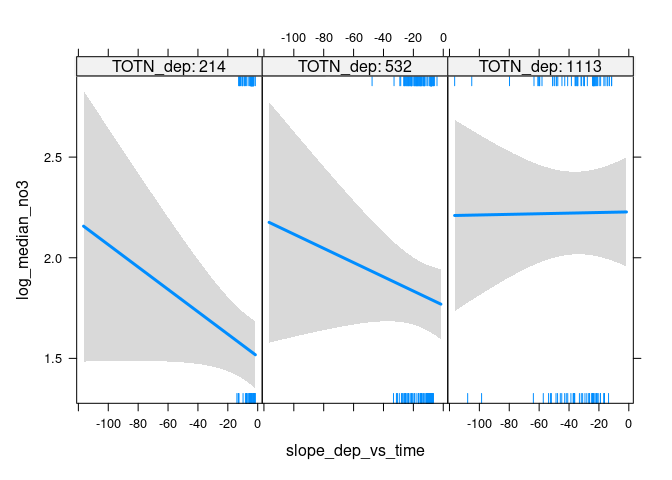 -100 -80 -60 -40 -20 0
TOTN_dep: 214 TOTN_dep: 532 TOTN_dep: 1113
2.5
2.0
1.5
log_median_no3
-100 -80 -60 -40 -20 0 -100 -80 -60 -40 -20 0
slope_dep_vs_time